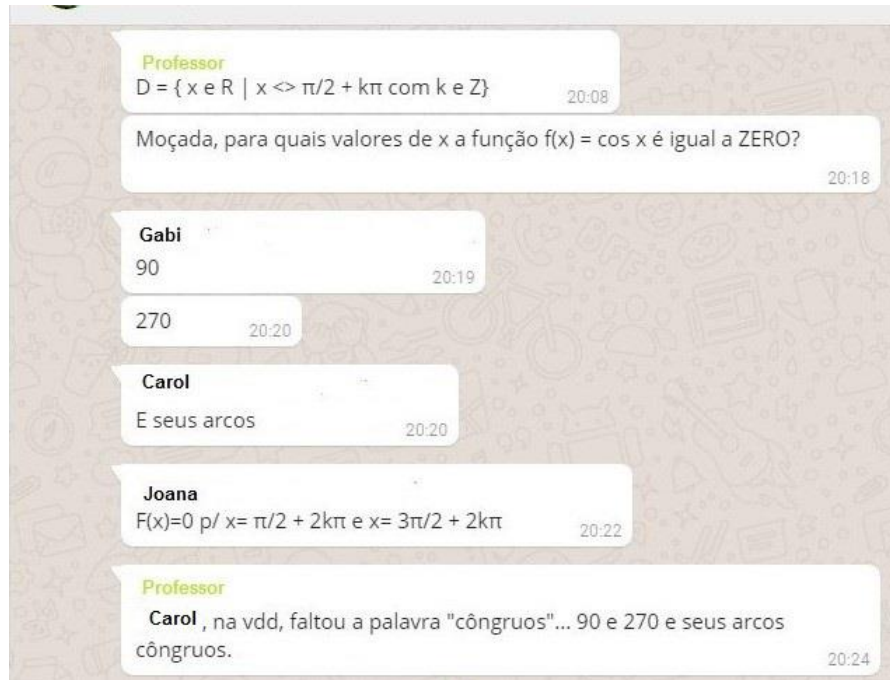 Professor
D = { x e R | x <> π/2 + kπ com k e Z}
20:08
Moçada, para quais valores de x a função f(x) = cos x é igual a ZERO?
20:18
Gabi
90
20:19
270
20:20
Carol
E seus arcos
20:20
Joana
F(x)=0 p/ x= π/2 + 2kπ e x= 3π/2 + 2kπ
20:22
Professor
Carol , na vdd, faltou a palavra "côngruos"... 90 e 270 e seus arcos
côngruos.
20:24